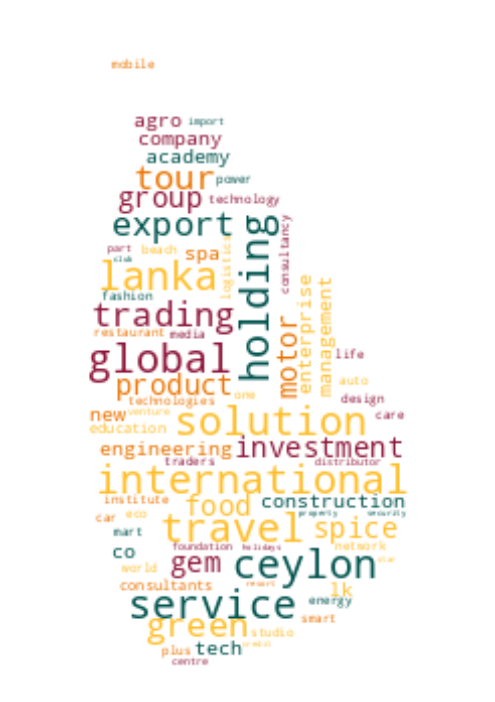 mobile
agro import
company
academy
tour power
group technology
export holding consultancy
part beach spa logistics
club
lanka
fashion
trading motor enterprise management
restaurant media
global life
product one auto
technologies design
new venture solution care
education
engineering investment
traders distributor
international
institute food construction
car eco travel property security
mart spice
co foundation holidays network
gem ceylon star
world
consultants resort lk
service energy
green studio smart
plus tech
centre